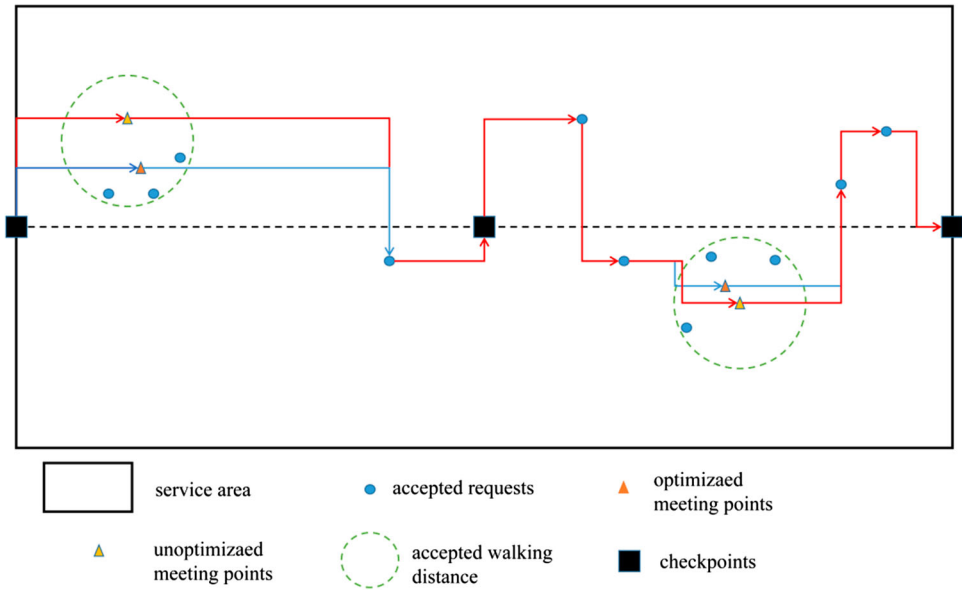 service area
accepted requests
optimizaed
meeting points
unoptimizaed
meeting points
accepted walking
distance
checkpoints